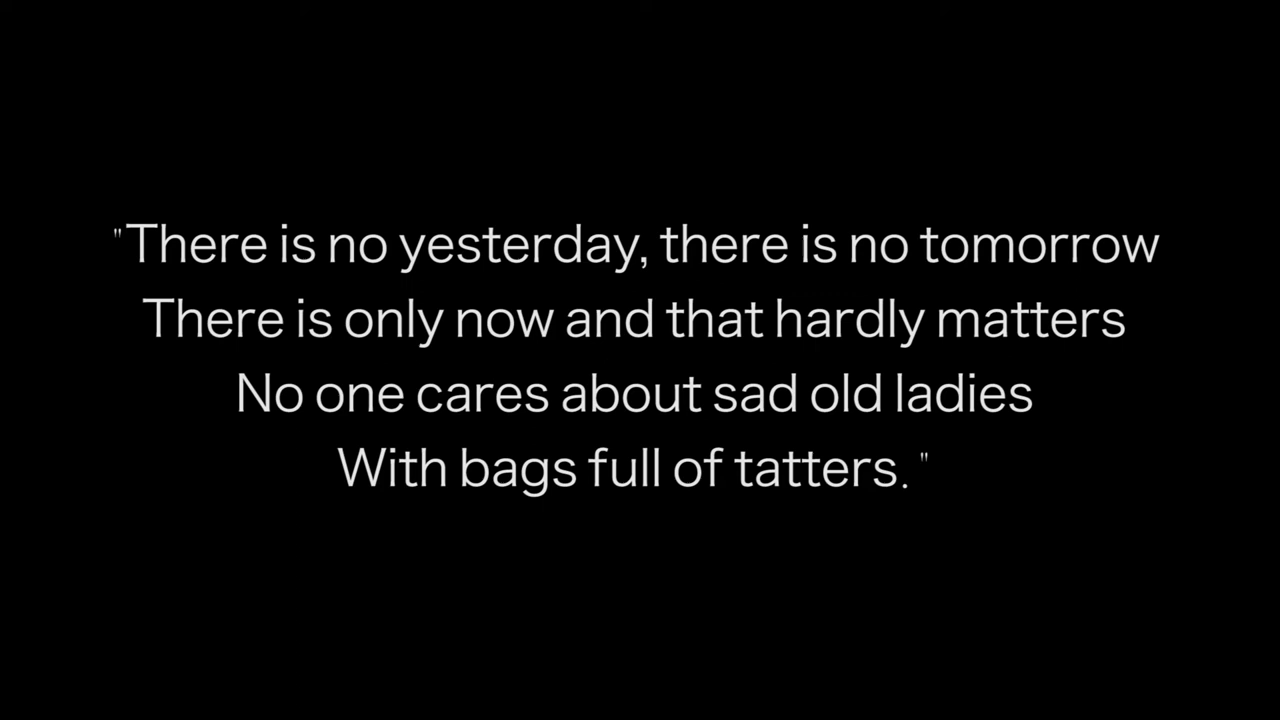 "There is no yesterday, there is no tomorrow
There is only now and that hardly matters
No one cares about sad old ladies
With bags full of tatters. "